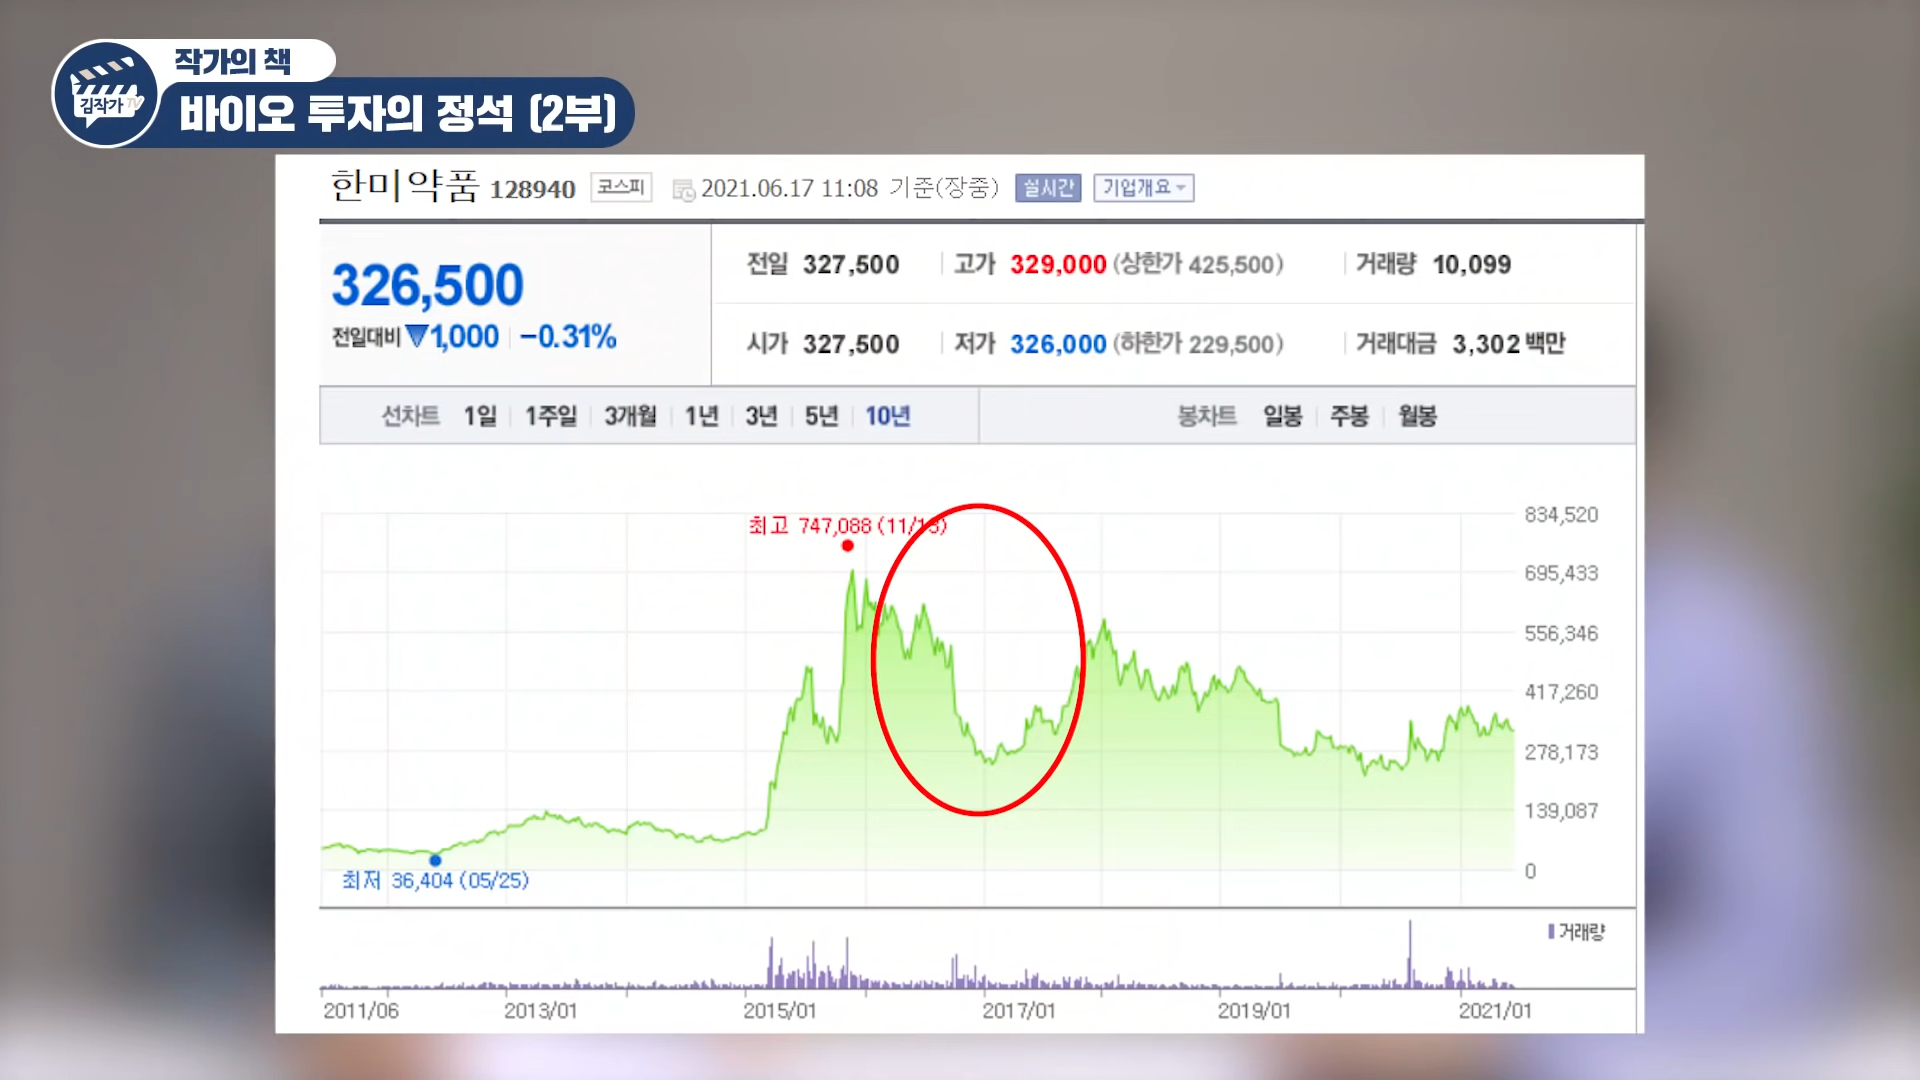 작가의 책
김작가 TV
바이오 투자의 정석 (2부)
한미약품 128940 코스피 2021.06.17 11:08 기준(장중) 실시간 기업개요
326,500
전일대비 ▼1,000 -0.31%
전일 327,500 고가 329,000 (상한가 425,500) 거래량 10,099
시가 327,500 저가 326,000 (하한가 229,500) 거래대금 3,302 백만
선차트 1일 1주일 3개월 1년 3년 5년 10년 봉차트 일봉 주봉 월봉
최고 747,088 (11/13)
834,520
695,433
556,346
417,260
278,173
139,087
0
최저 36,404 (05/25)
거래량
2011/06 2013/01 2015/01 2017/01 2019/01 2021/01